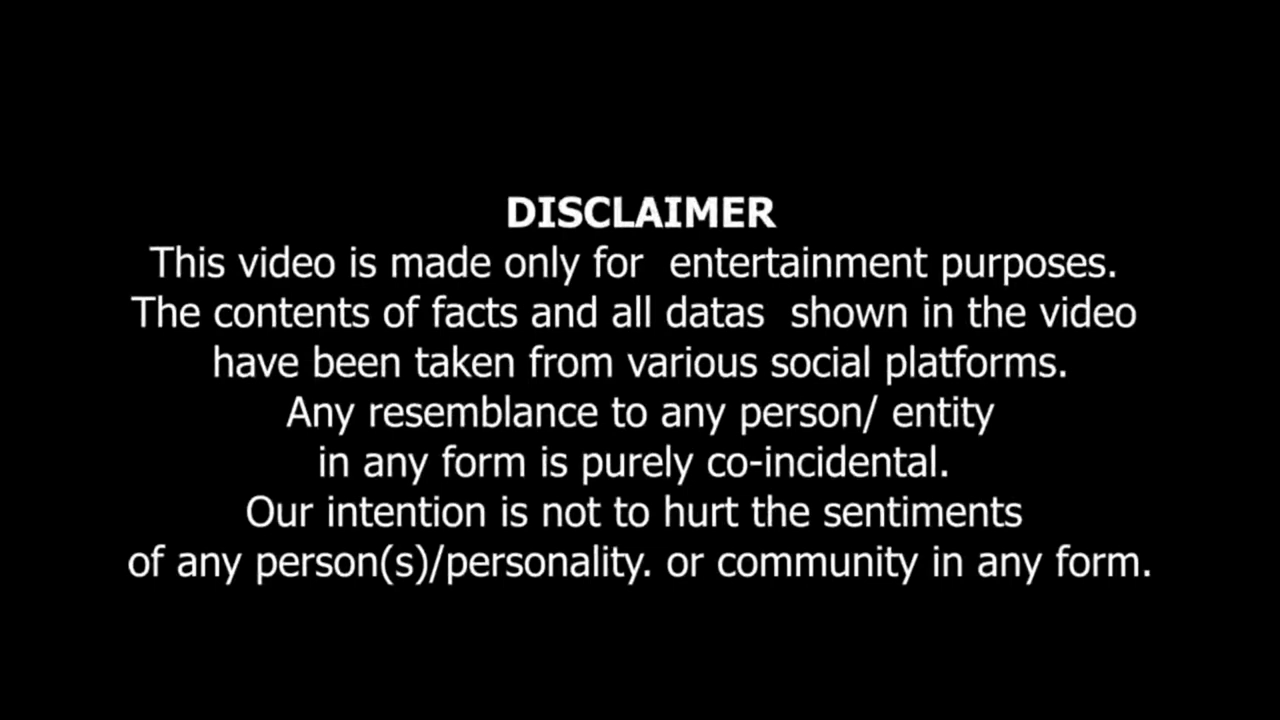 DISCLAIMER
This video is made only for  entertainment purposes.
The contents of facts and all datas  shown in the video
have been taken from various social platforms.
Any resemblance to any person/ entity
in any form is purely co-incidental.
Our intention is not to hurt the sentiments
of any person(s)/personality. or community in any form.